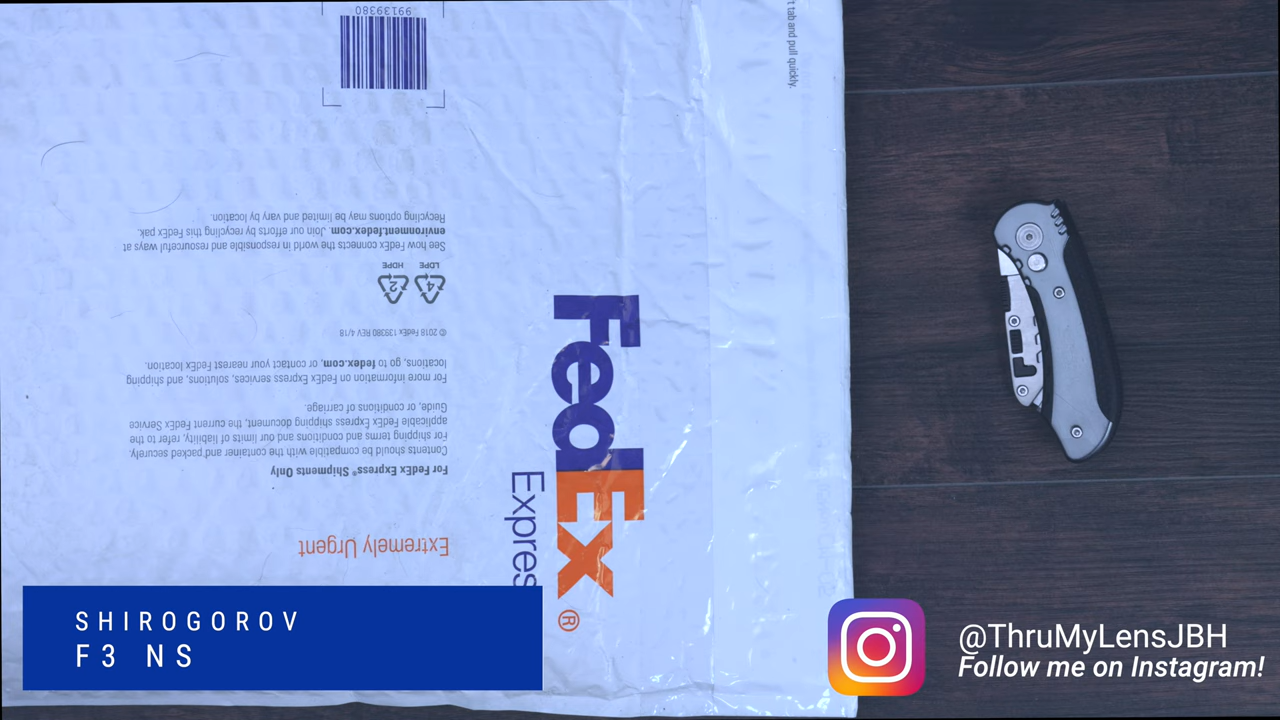 99139380
t tab and pull quickly.
Recycling options may be limited and vary by location.
environment.fedex.com. Join our efforts by recycling this FedEx pak.
See how FedEx connects the world in responsible and resourceful ways at
HDPE LDPE
2 4
© 2018 FedEx 139380 REV 4/18
locations, go to fedex.com, or contact your nearest FedEx location.
For more information on FedEx Express services, solutions, and shipping
Guide, or conditions of carriage.
applicable FedEx Express shipping document, the current FedEx Service
For shipping terms and conditions and our limits of liability, refer to the
Contents should be compatible with the container and packed securely.
For FedEx Express® Shipments Only
Extremely Urgent
FedEx®
Expres
SHIROGOROV
F3 NS
@ThruMyLensJBH
Follow me on Instagram!